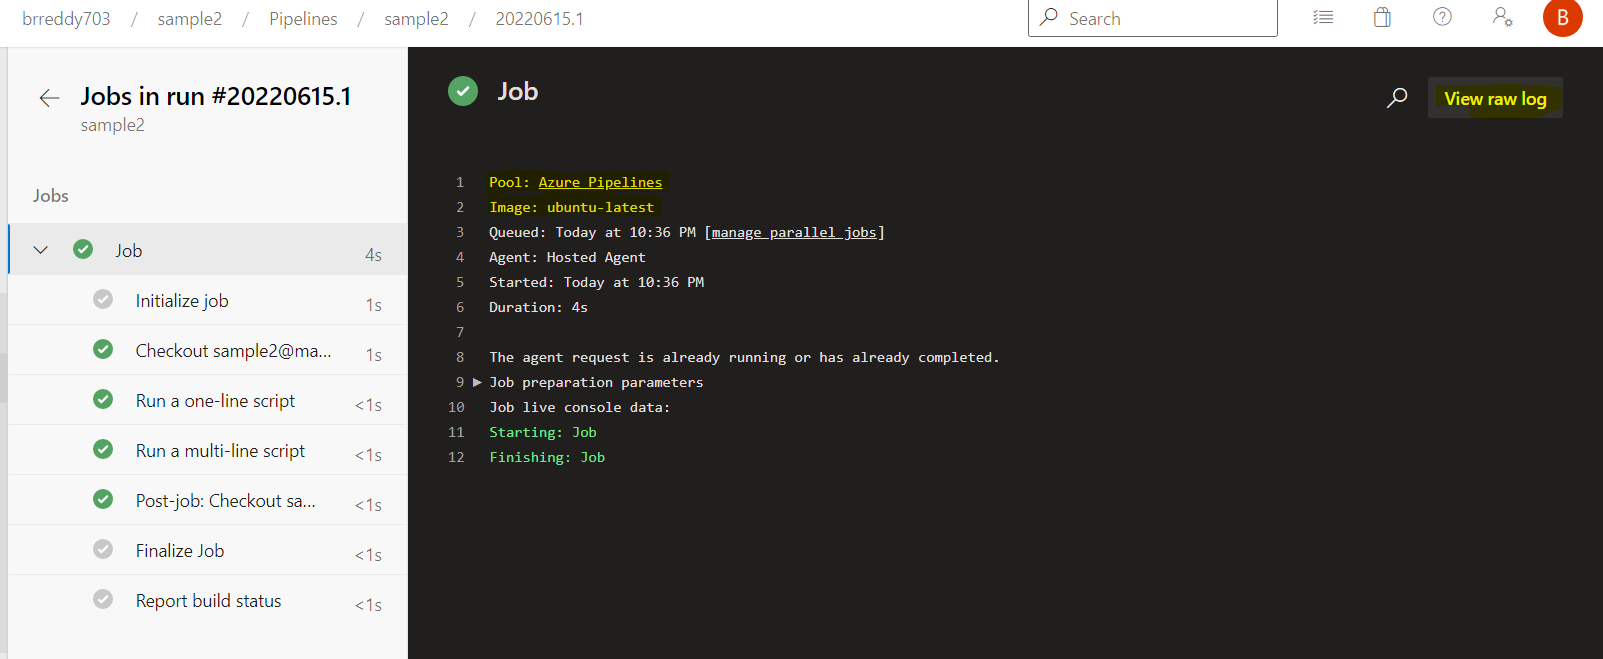 brreddy703 / sample2 / Pipelines / sample2 / 20220615.1
Search
B
Jobs in run #20220615.1
sample2
Jobs
Job 4s
Initialize job 1s
Checkout sample2@ma... 1s
Run a one-line script <1s
Run a multi-line script <1s
Post-job: Checkout sa... <1s
Finalize Job <1s
Report build status <1s
Job
View raw log
1 Pool: Azure Pipelines
2 Image: ubuntu-latest
3 Queued: Today at 10:36 PM [manage parallel jobs]
4 Agent: Hosted Agent
5 Started: Today at 10:36 PM
6 Duration: 4s
7
8 The agent request is already running or has already completed.
9 Job preparation parameters
10 Job live console data:
11 Starting: Job
12 Finishing: Job